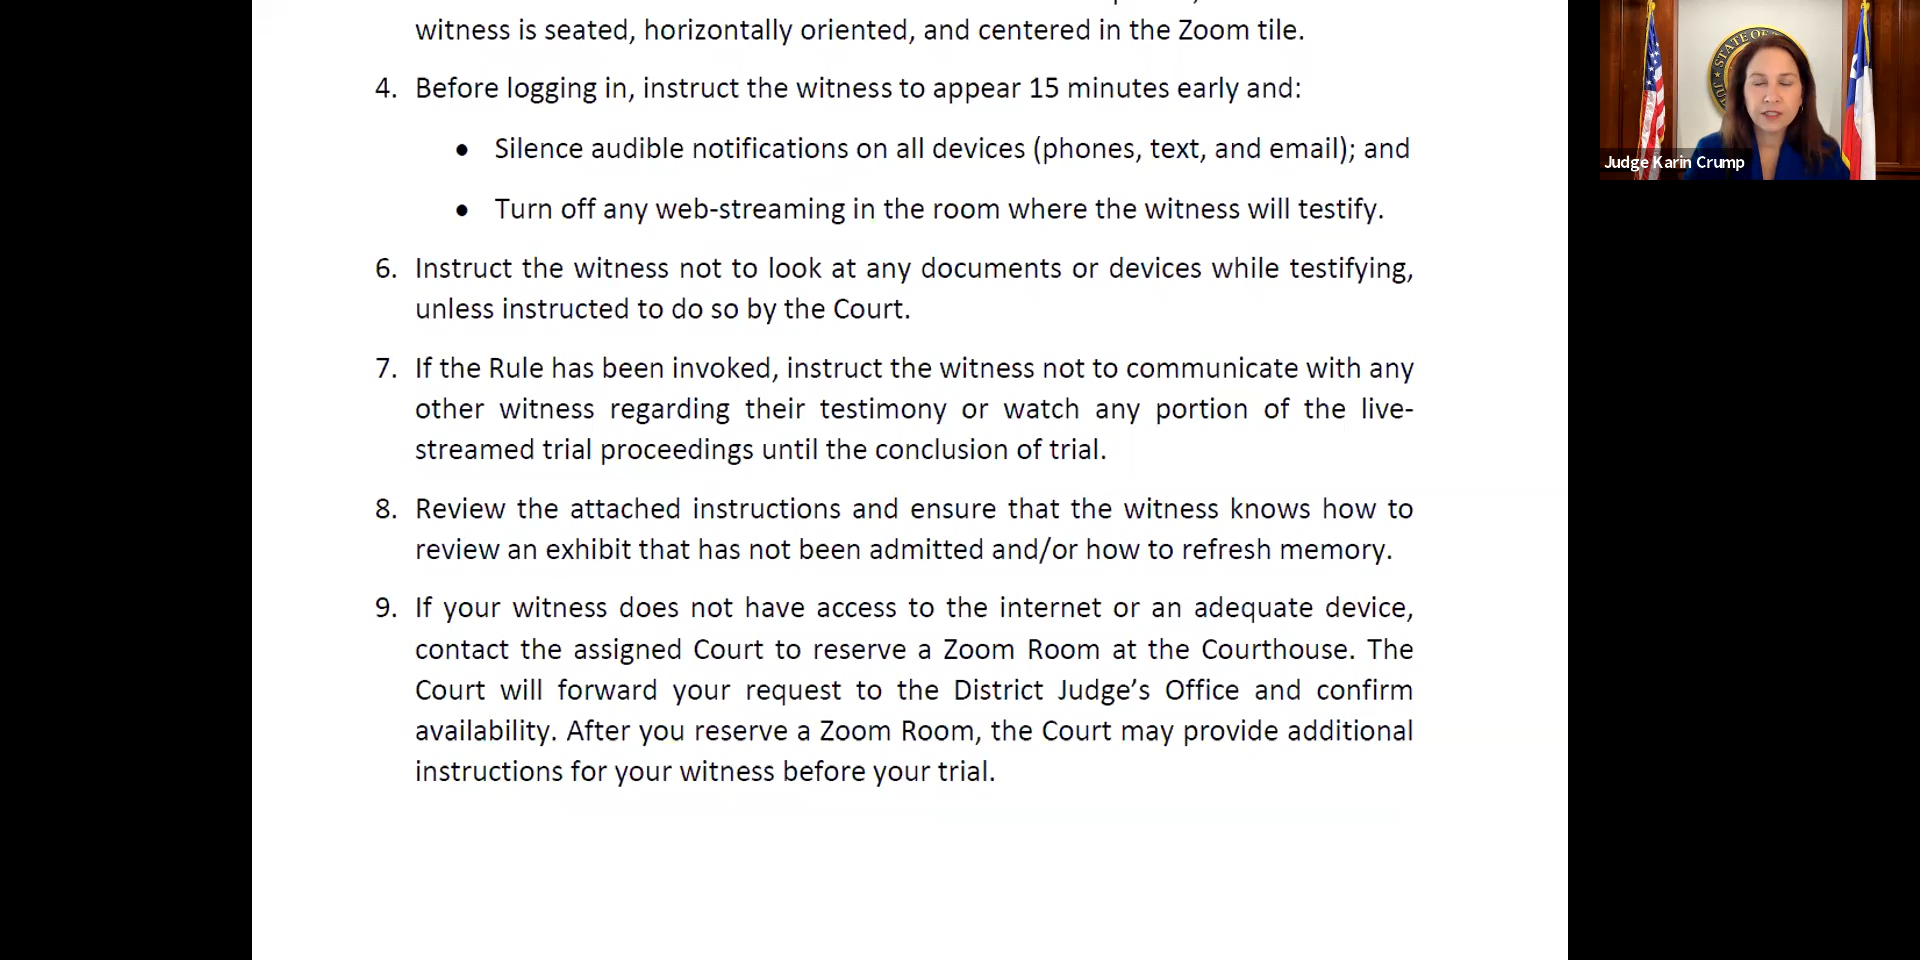 witness is seated, horizontally oriented, and centered in the Zoom tile.
4. Before logging in, instruct the witness to appear 15 minutes early and:
● Silence audible notifications on all devices (phones, text, and email); and
● Turn off any web-streaming in the room where the witness will testify.
6. Instruct the witness not to look at any documents or devices while testifying,
unless instructed to do so by the Court.
7. If the Rule has been invoked, instruct the witness not to communicate with any
other witness regarding their testimony or watch any portion of the live-
streamed trial proceedings until the conclusion of trial.
8. Review the attached instructions and ensure that the witness knows how to
review an exhibit that has not been admitted and/or how to refresh memory.
9. If your witness does not have access to the internet or an adequate device,
contact the assigned Court to reserve a Zoom Room at the Courthouse. The
Court will forward your request to the District Judge’s Office and confirm
availability. After you reserve a Zoom Room, the Court may provide additional
instructions for your witness before your trial.
STATE OF
Judge Karin Crump